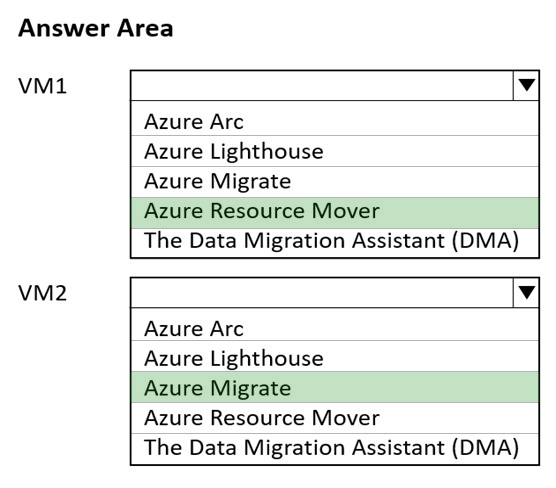 Answer Area
VM1
Azure Arc
Azure Lighthouse
Azure Migrate
Azure Resource Mover
The Data Migration Assistant (DMA)
VM2
Azure Arc
Azure Lighthouse
Azure Migrate
Azure Resource Mover
The Data Migration Assistant (DMA)